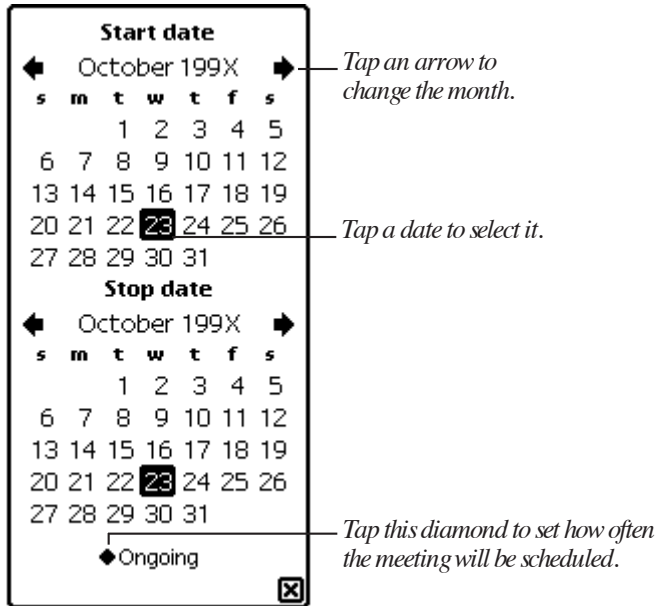 Start date
October 199X
s m t w t f s
1 2 3 4 5
6 7 8 9 10 11 12
13 14 15 16 17 18 19
20 21 22 23 24 25 26
27 28 29 30 31
Stop date
October 199X
s m t w t f s
1 2 3 4 5
6 7 8 9 10 11 12
13 14 15 16 17 18 19
20 21 22 23 24 25 26
27 28 29 30 31
◆Ongoing
Tap an arrow to
change the month.
Tap a date to select it.
Tap this diamond to set how often
the meeting will be scheduled.